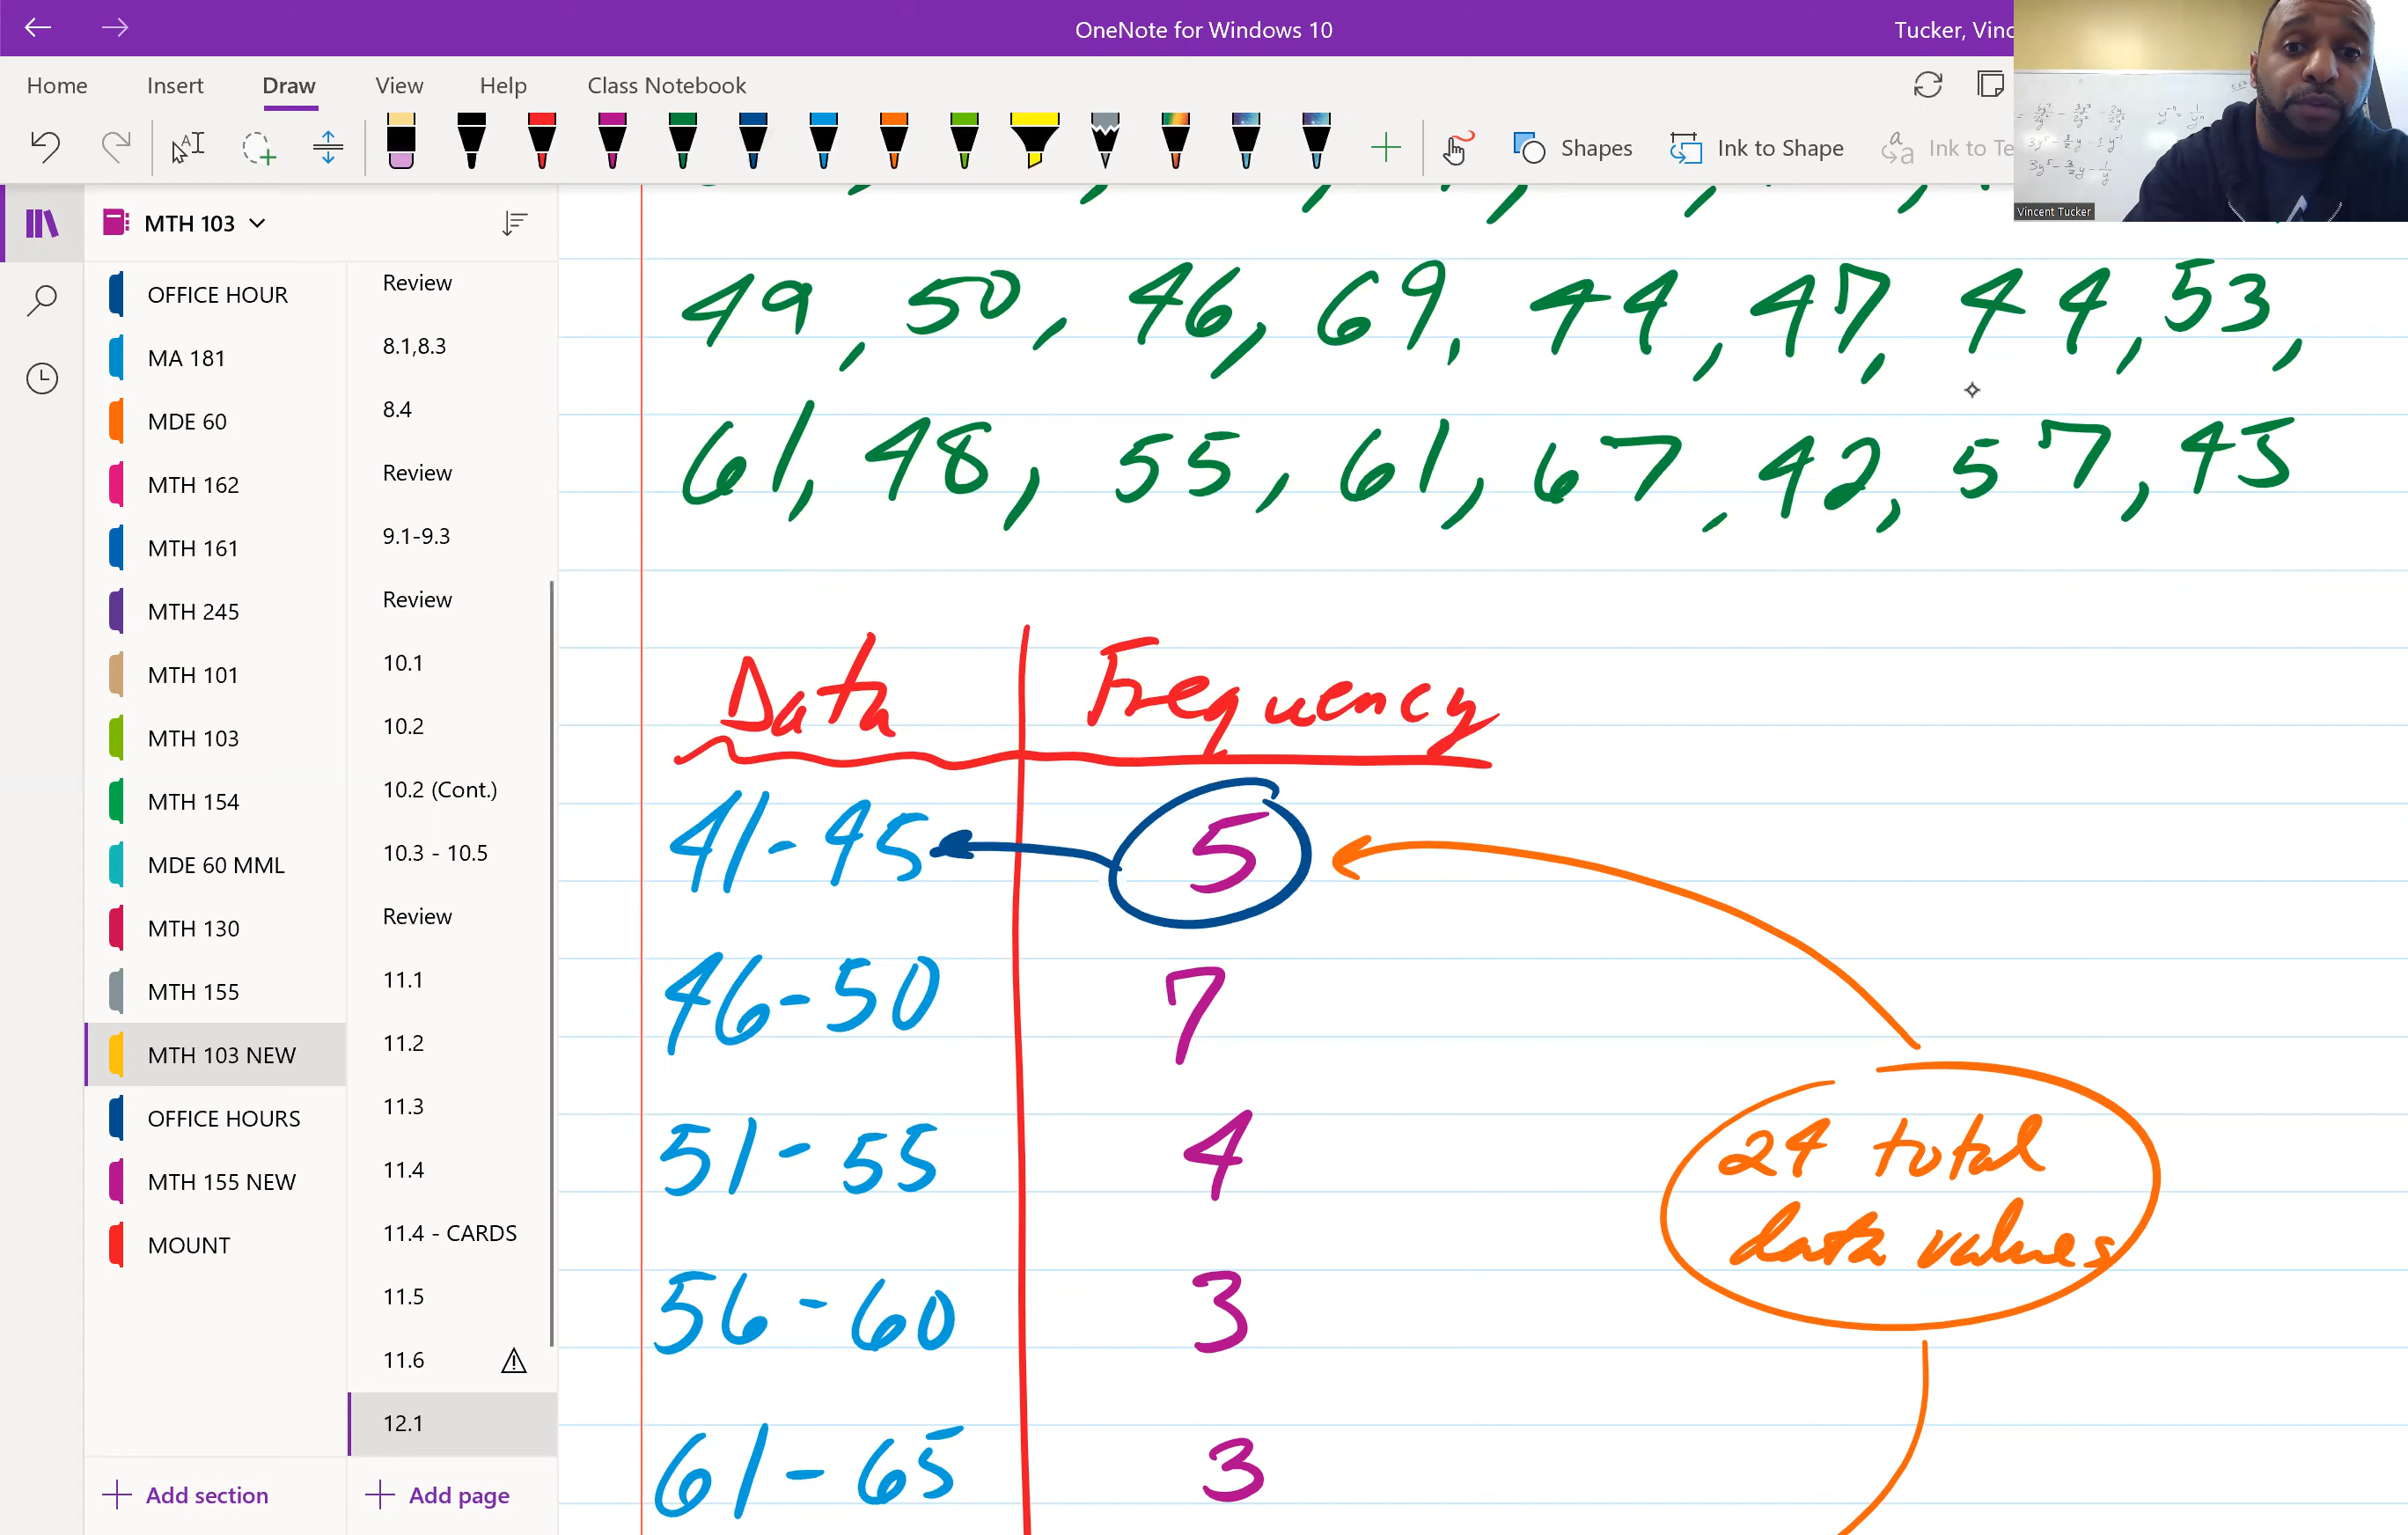 OneNote for Windows 10
Tucker, Vinc
Home Insert Draw View Help Class Notebook
Shapes Ink to Shape Ink to Te
Vincent Tucker
MTH 103
OFFICE HOUR
MA 181
MDE 60
MTH 162
MTH 161
MTH 245
MTH 101
MTH 103
MTH 154
MDE 60 MML
MTH 130
MTH 155
MTH 103 NEW
OFFICE HOURS
MTH 155 NEW
MOUNT
Add section
Review
8.1,8.3
8.4
Review
9.1-9.3
Review
10.1
10.2
10.2 (Cont.)
10.3 - 10.5
Review
11.1
11.2
11.3
11.4
11.4 - CARDS
11.5
11.6
12.1
Add page
49, 50, 46, 69, 44, 47, 44, 53,
61, 48, 55, 61, 67, 42, 57, 45
Data Frequency
41-45 5
46-50 7
51-55 4
56-60 3
61-65 3
24 total
data values